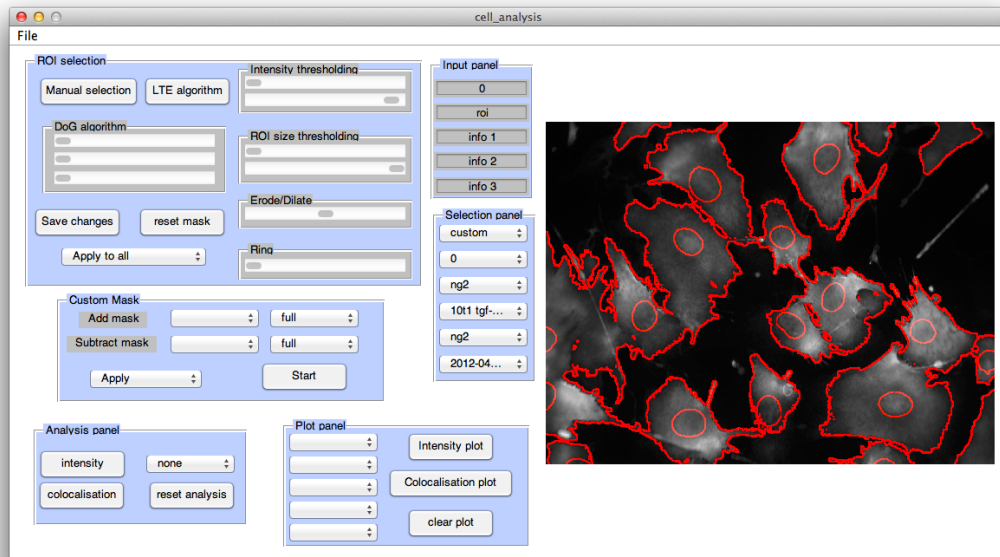 cell_analysis
File
ROI selection
Manual selection
LTE algorithm
Intensity thresholding
DoG algorithm
ROI size thresholding
Save changes
reset mask
Erode/Dilate
Apply to all
Ring
Input panel
0
roi
info 1
info 2
info 3
Selection panel
custom
0
ng2
10t1 tgf-...
ng2
2012-04...
Custom Mask
Add mask
full
Subtract mask
full
Apply
Start
Analysis panel
intensity
none
colocalisation
reset analysis
Plot panel
Intensity plot
Colocalisation plot
clear plot